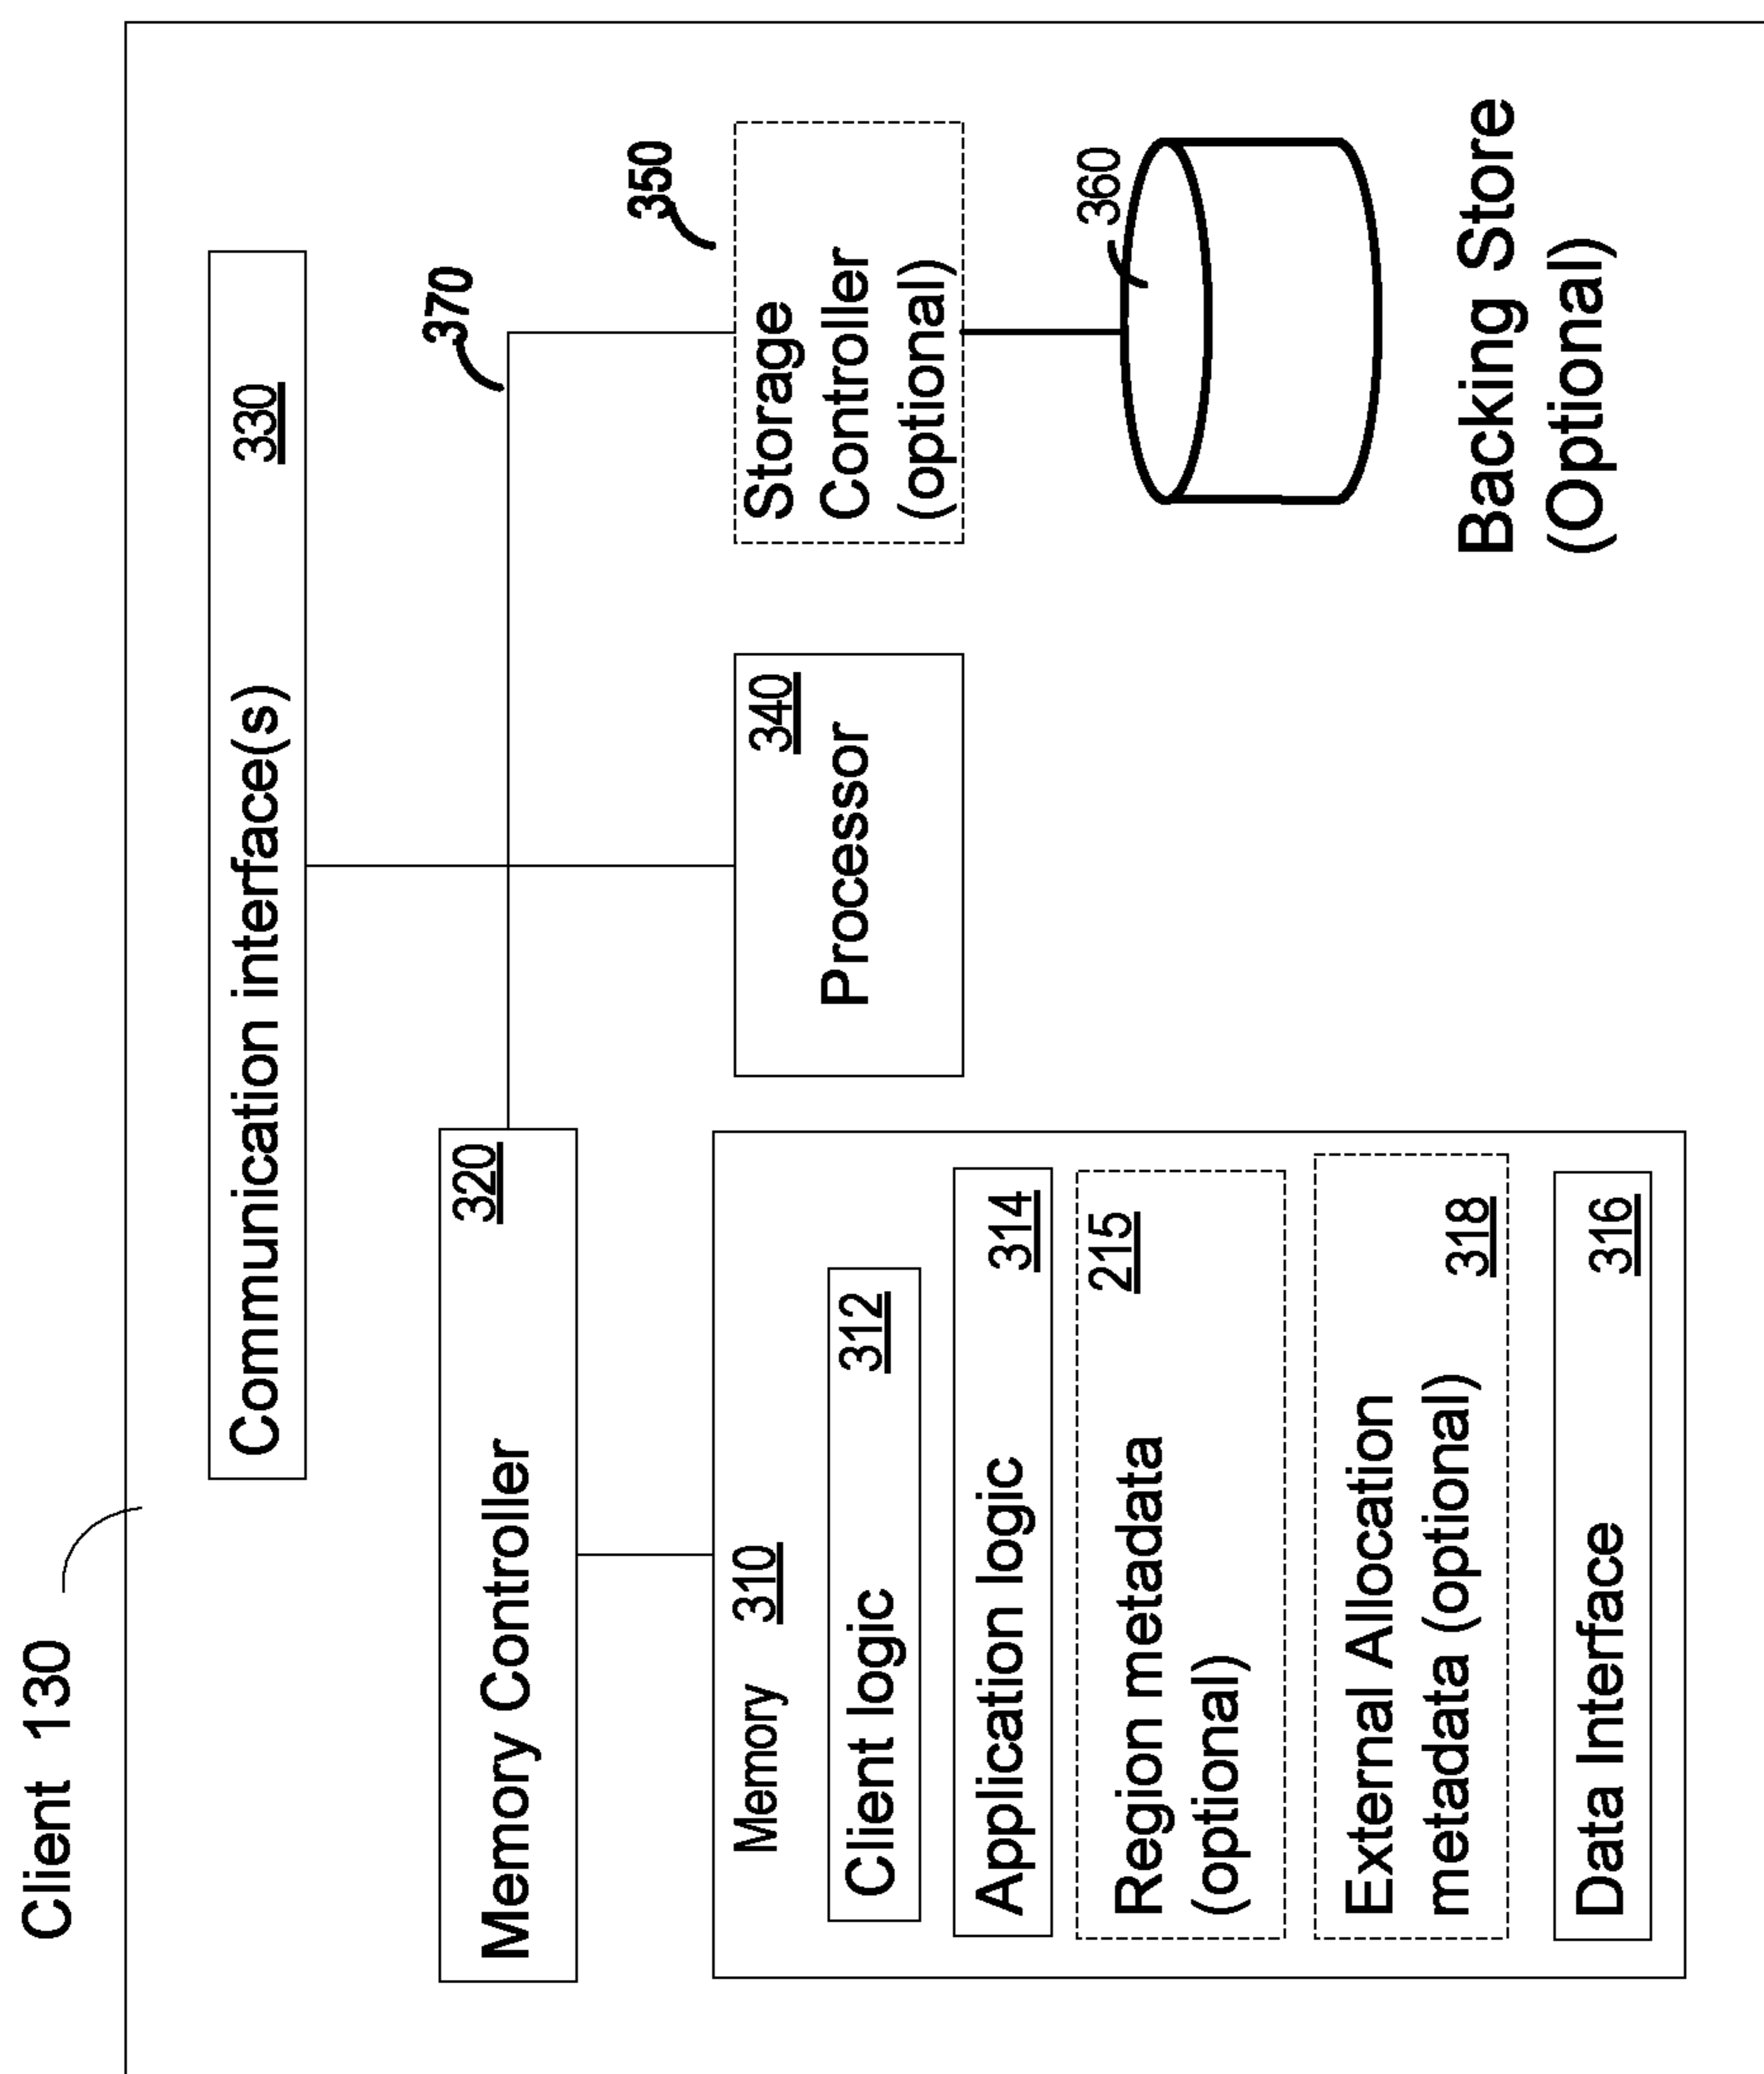 Client 130
Communication interface(s) 330
370
Memory Controller 320
350
Memory 310
Client logic 312
Application logic 314
Region metadata 215
(optional)
External Allocation
metadata (optional) 318
Data Interface 316
340
Processor
Storage
Controller
(optional)
360
Backing Store
(Optional)